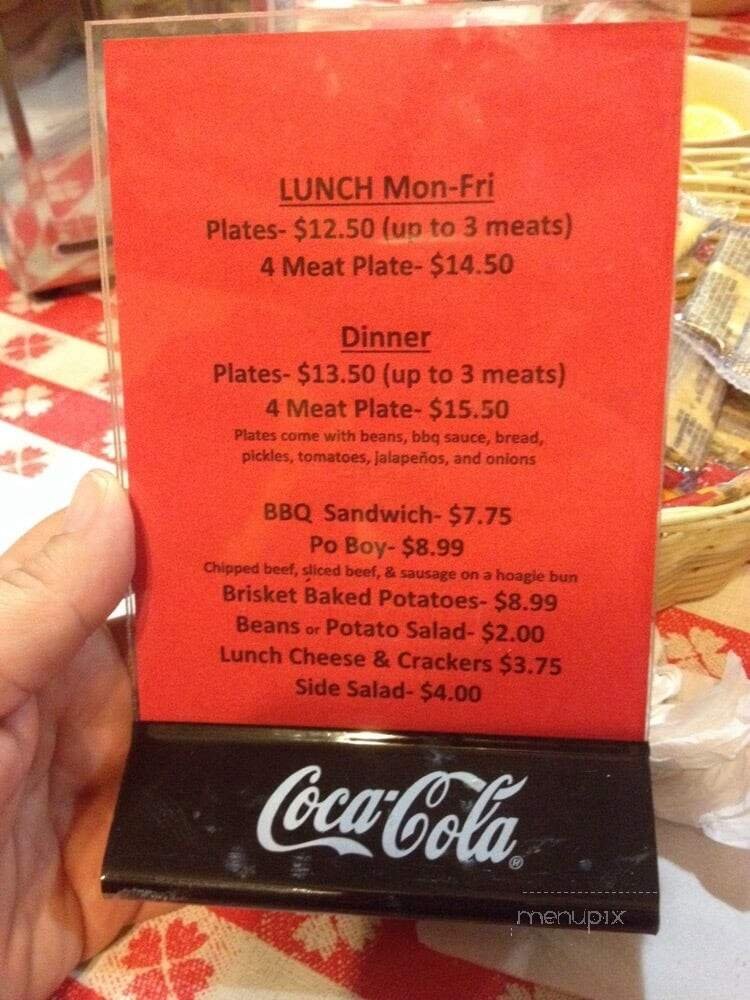 LUNCH Mon-Fri
Plates- $12.50 (up to 3 meats)
4 Meat Plate- $14.50
Dinner
Plates- $13.50 (up to 3 meats)
4 Meat Plate- $15.50
Plates come with beans, bbq sauce, bread,
pickles, tomatoes, jalapeños, and onions
BBQ Sandwich- $7.75
Po Boy- $8.99
Chipped beef, sliced beef, & sausage on a hoagie bun
Brisket Baked Potatoes- $8.99
Beans or Potato Salad- $2.00
Lunch Cheese & Crackers $3.75
Side Salad- $4.00
Coca-Cola®
menupix